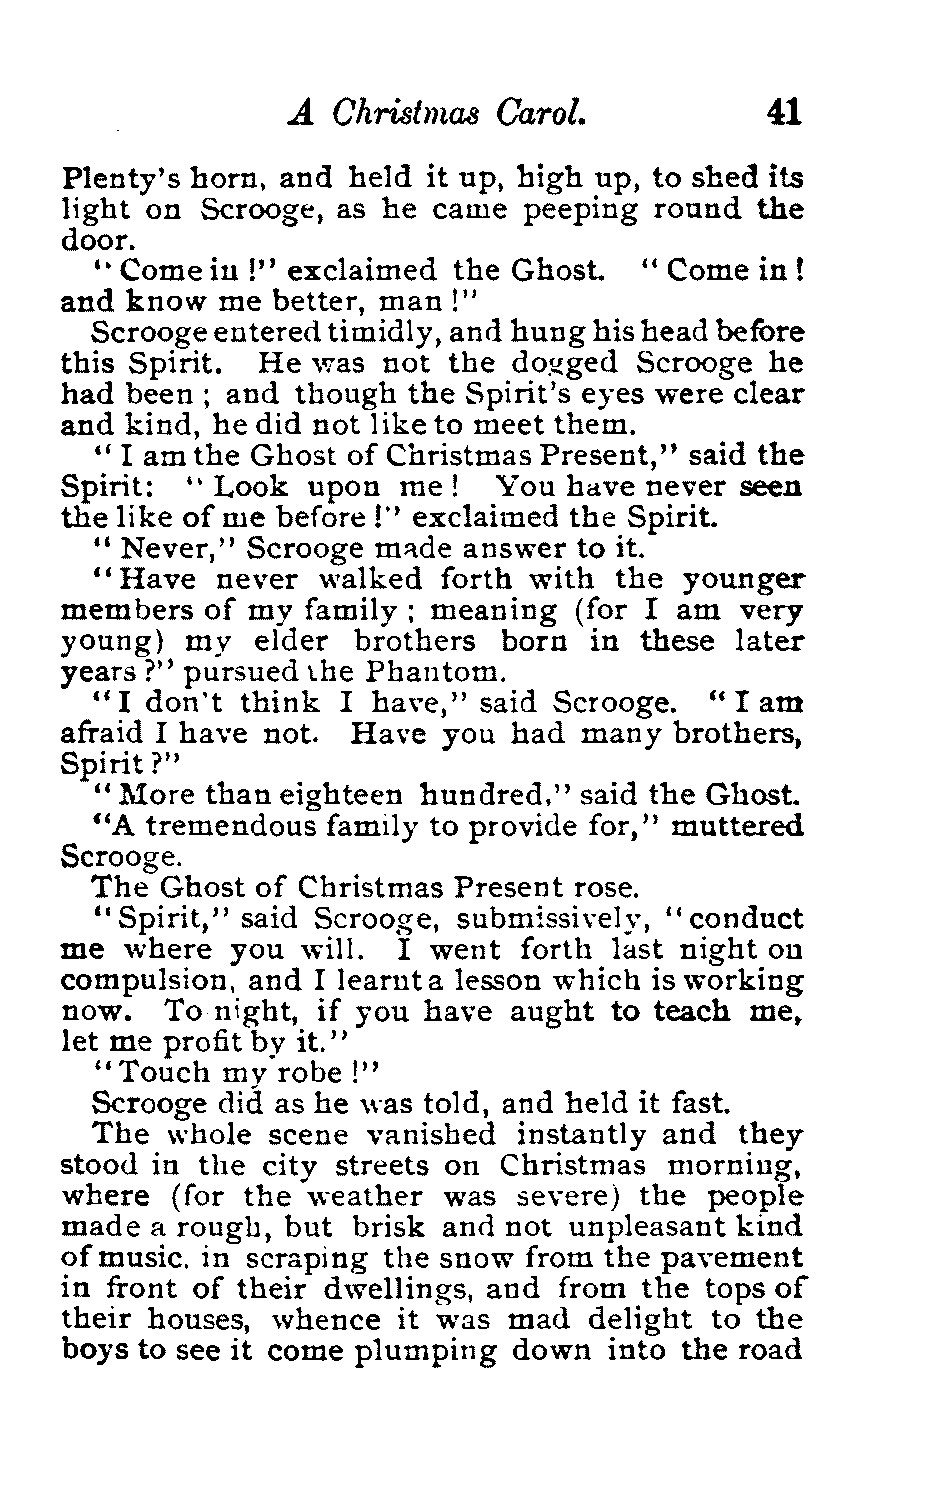 A Christmas Carol. 41
Plenty's horn, and held it up, high up, to shed its
light on Scrooge, as he came peeping round the
door.
"Come in!" exclaimed the Ghost. "Come in!
and know me better, man!"
Scrooge entered timidly, and hung his head before
this Spirit. He was not the dogged Scrooge he
had been; and though the Spirit's eyes were clear
and kind, he did not like to meet them.
"I am the Ghost of Christmas Present," said the
Spirit: "Look upon me! You have never seen
the like of me before!" exclaimed the Spirit.
"Never," Scrooge made answer to it.
"Have never walked forth with the younger
members of my family; meaning (for I am very
young) my elder brothers born in these later
years?" pursued the Phantom.
"I don't think I have," said Scrooge. "I am
afraid I have not. Have you had many brothers,
Spirit?"
"More than eighteen hundred," said the Ghost.
"A tremendous family to provide for," muttered
Scrooge.
The Ghost of Christmas Present rose.
"Spirit," said Scrooge, submissively, "conduct
me where you will. I went forth last night on
compulsion, and I learnt a lesson which is working
now. To night, if you have aught to teach me,
let me profit by it."
"Touch my robe!"
Scrooge did as he was told, and held it fast.
The whole scene vanished instantly and they
stood in the city streets on Christmas morning,
where (for the weather was severe) the people
made a rough, but brisk and not unpleasant kind
of music. in scraping the snow from the pavement
in front of their dwellings, and from the tops of
their houses, whence it was mad delight to the
boys to see it come plumping down into the road